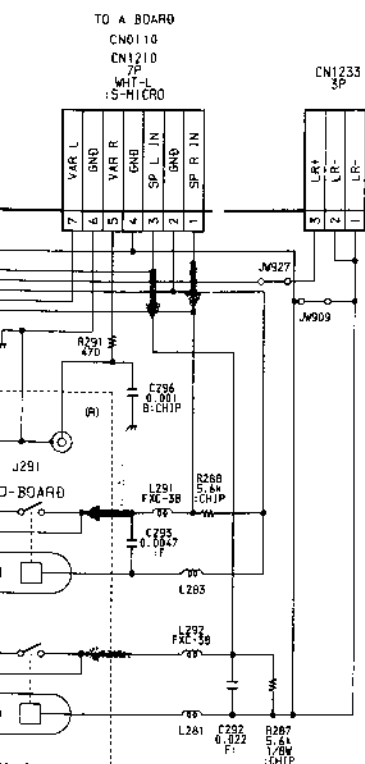 TO A BOARD
CN0110
CN1210
7P
WHT-L
:S-MICRO
CN1233
3P
VAR L
GND
VAR R
GND
SP L IN
GND
SP R IN
LR+
LR-
LR-
7
6
5
4
3
2
1
3
2
1
JW927
JW909
R291
470
C296
0.001
B:CHIP
(R)
J291
D-BOARD
L291
FXC-3B
R288
5.6k
:CHIP
C293
0.0047
:F
L283
L292
FXC-3B
L281
C292
0.022
F:
R287
5.6k
1/8W
:CHIP